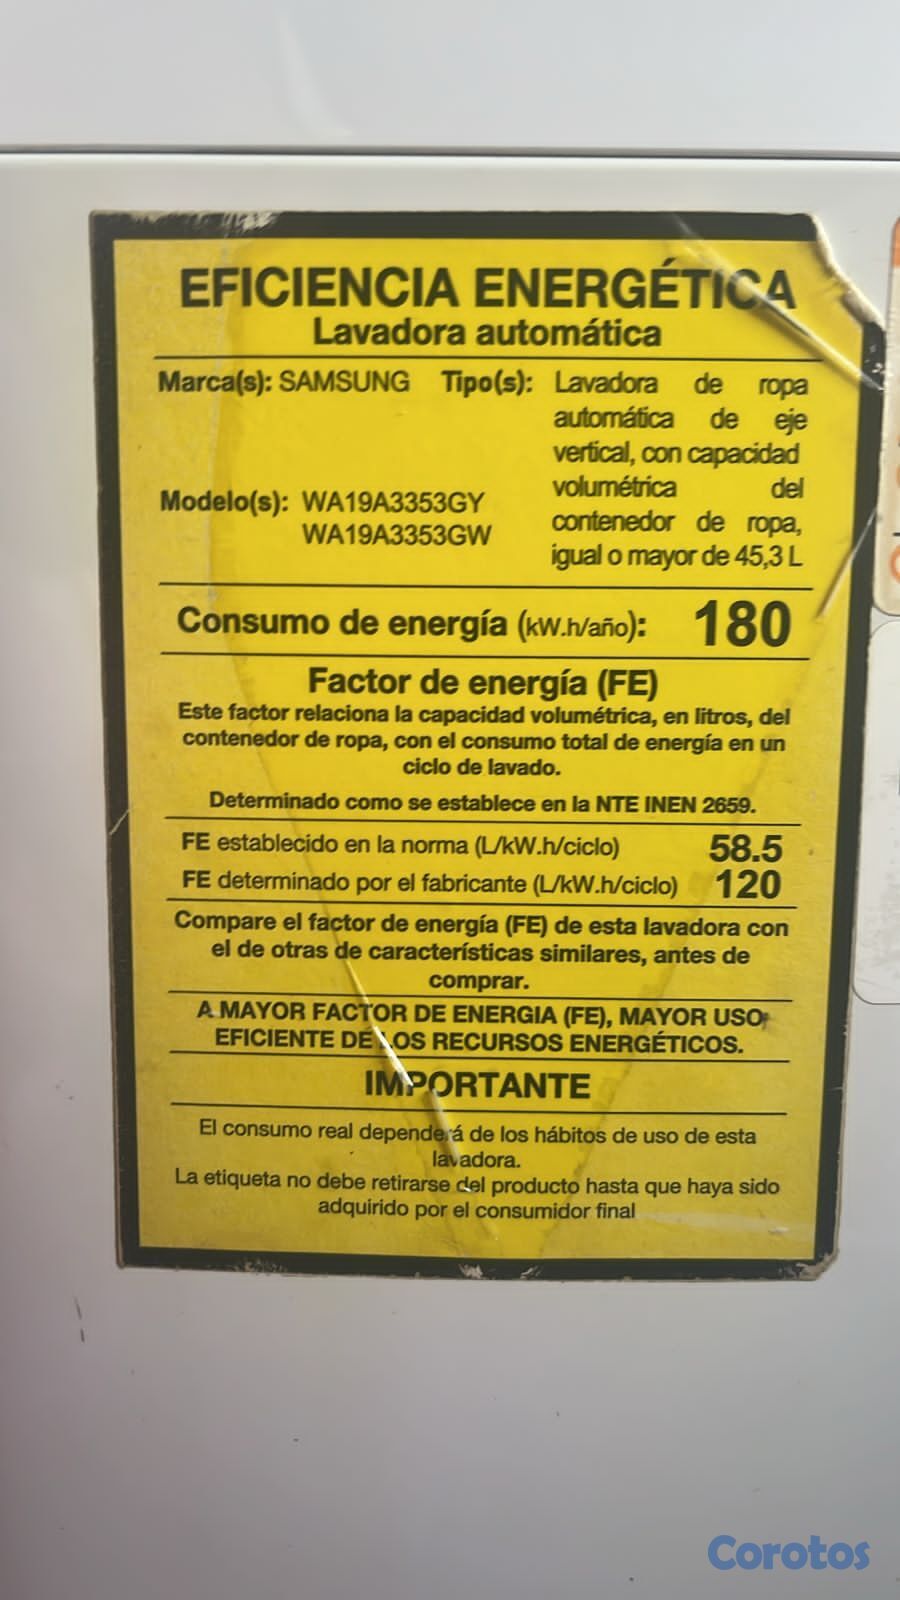 EFICIENCIA ENERGÉTICA
Lavadora automática
Marca(s): SAMSUNG Tipo(s): Lavadora de ropa
automática de eje
vertical, con capacidad
volumétrica del
Modelo(s): WA19A3353GY
contenedor de ropa,
WA19A3353GW
igual o mayor de 45,3 L
Consumo de energía (kW.h/año): 180
Factor de energía (FE)
Este factor relaciona la capacidad volumétrica, en litros, del
contenedor de ropa, con el consumo total de energía en un
ciclo de lavado.
Determinado como se establece en la NTE INEN 2659.
FE establecido en la norma (L/kW.h/ciclo) 58.5
FE determinado por el fabricante (L/kW.h/ciclo) 120
Compare el factor de energía (FE) de esta lavadora con
el de otras de características similares, antes de
comprar.
A MAYOR FACTOR DE ENERGIA (FE), MAYOR USO
EFICIENTE DE LOS RECURSOS ENERGÉTICOS.
IMPORTANTE
El consumo real dependerá de los hábitos de uso de esta
lavadora.
La etiqueta no debe retirarse del producto hasta que haya sido
adquirido por el consumidor final
Corotos